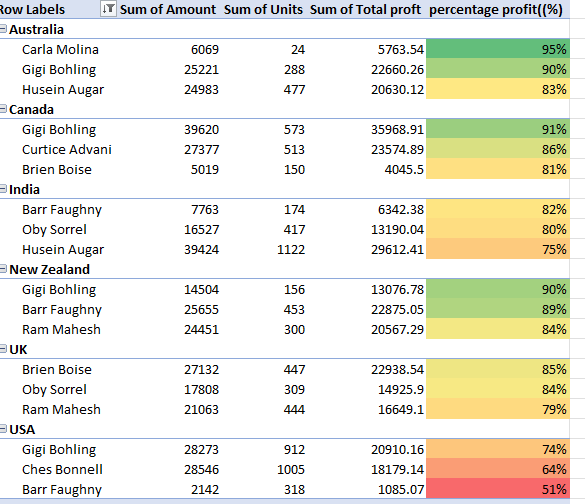 Row Labels Sum of Amount Sum of Units Sum of Total proft percentage profit((%)
Australia
Carla Molina 6069 24 5763.54 95%
Gigi Bohling 25221 288 22660.26 90%
Husein Augar 24983 477 20630.12 83%
Canada
Gigi Bohling 39620 573 35968.91 91%
Curtice Advani 27377 513 23574.89 86%
Brien Boise 5019 150 4045.5 81%
India
Barr Faughny 7763 174 6342.38 82%
Oby Sorrel 16527 417 13190.04 80%
Husein Augar 39424 1122 29612.41 75%
New Zealand
Gigi Bohling 14504 156 13076.78 90%
Barr Faughny 25655 453 22875.05 89%
Ram Mahesh 24451 300 20567.29 84%
UK
Brien Boise 27132 447 22938.54 85%
Oby Sorrel 17808 309 14925.9 84%
Ram Mahesh 21063 444 16649.1 79%
USA
Gigi Bohling 28273 912 20910.16 74%
Ches Bonnell 28546 1005 18179.14 64%
Barr Faughny 2142 318 1085.07 51%